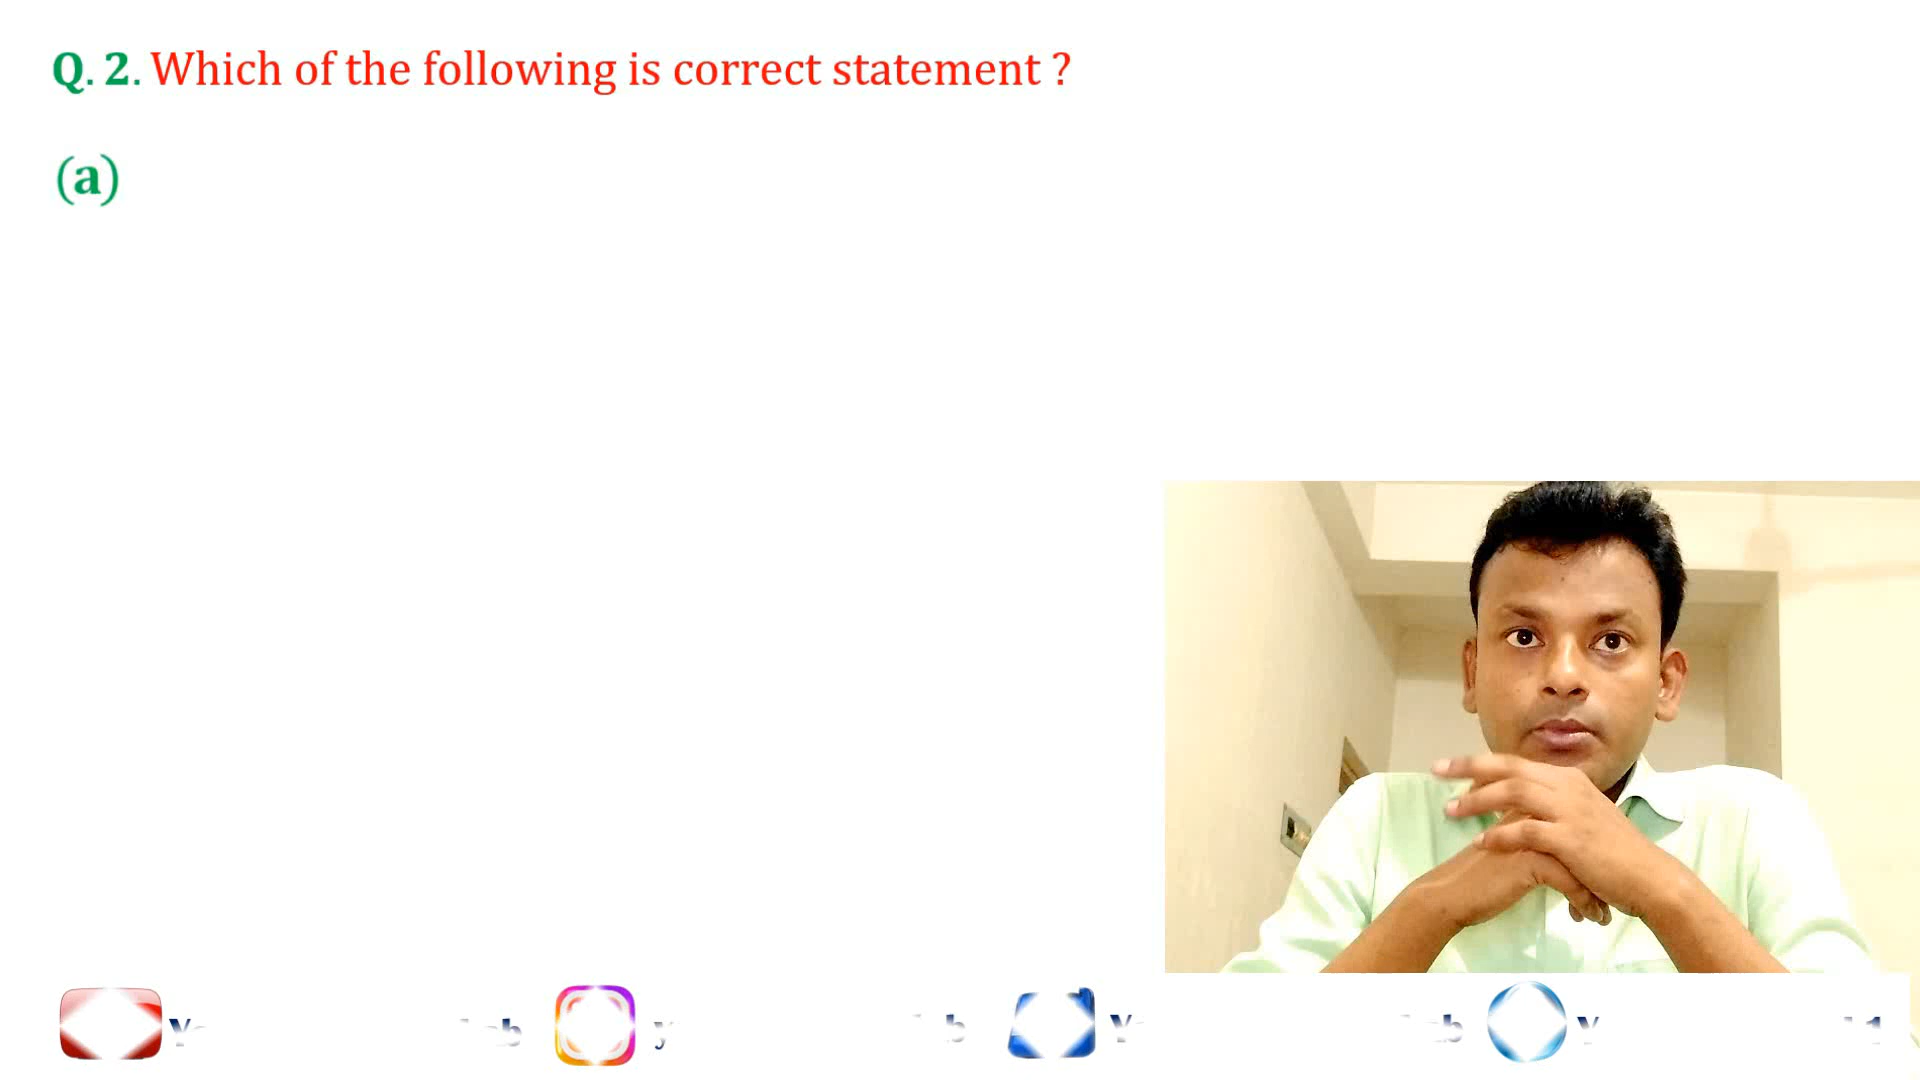 Q. 2. Which of the following is correct statement ?
(a)